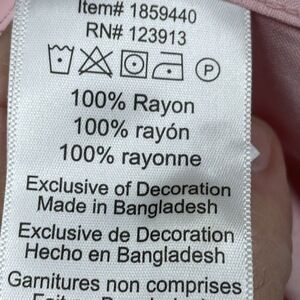 Item# 1859440
RN# 123913
P
100% Rayon
100% rayón
100% rayonne
Exclusive of Decoration
Made in Bangladesh
Exclusive de Decoration
Hecho en Bangladesh
Garnitures non comprises